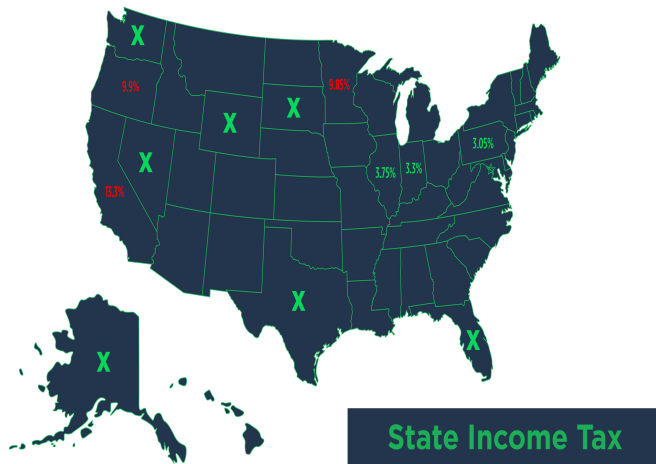 X
9.9%
9.85%
X
X
3.05%
X
3.75%
3.3%
13.3%
X
X
X
State Income Tax